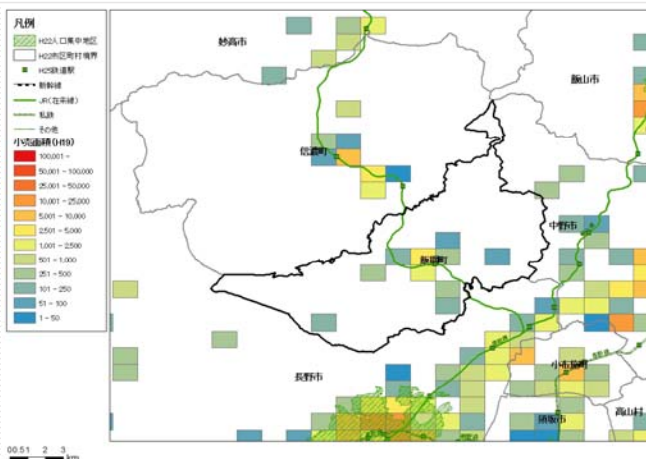 凡例
H22人口集中地区
H22市区町村境界
H25鉄道駅
新幹線
JR(在来線)
私鉄
その他
小売面積(H19)
100,001 ~
50,001 ~ 100,000
25,001 ~ 50,000
10,001 ~ 25,000
5,001 ~ 10,000
2,501 ~ 5,000
1,001 ~ 2,500
501 ~ 1,000
251 ~ 500
101 ~ 250
51 ~ 100
1 ~ 50
妙高市
飯山市
信濃町
中野市
飯綱町
長野市
小布施町
須坂市
高山村
00.51 2 3
km